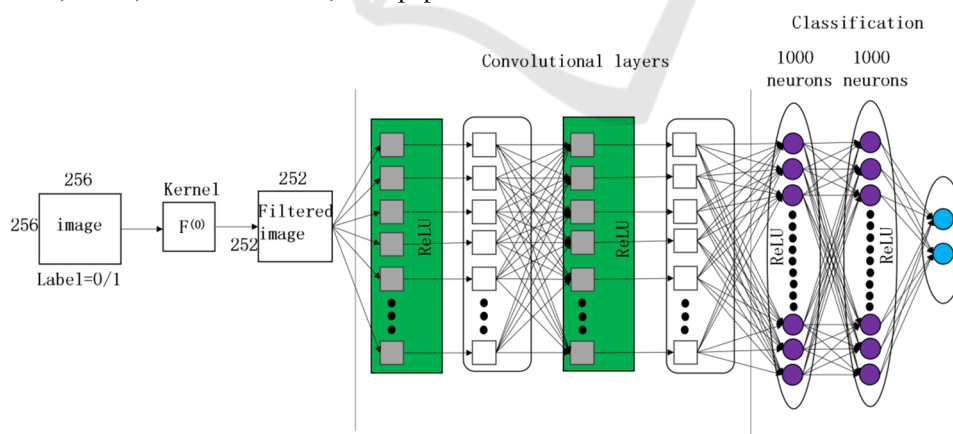 Classification
Convolutional layers
1000
neurons
1000
neurons
256
256
image
Label=0/1
Kernel
F(0)
252
252
Filtered
image
ReLU
ReLU
ReLU
ReLU